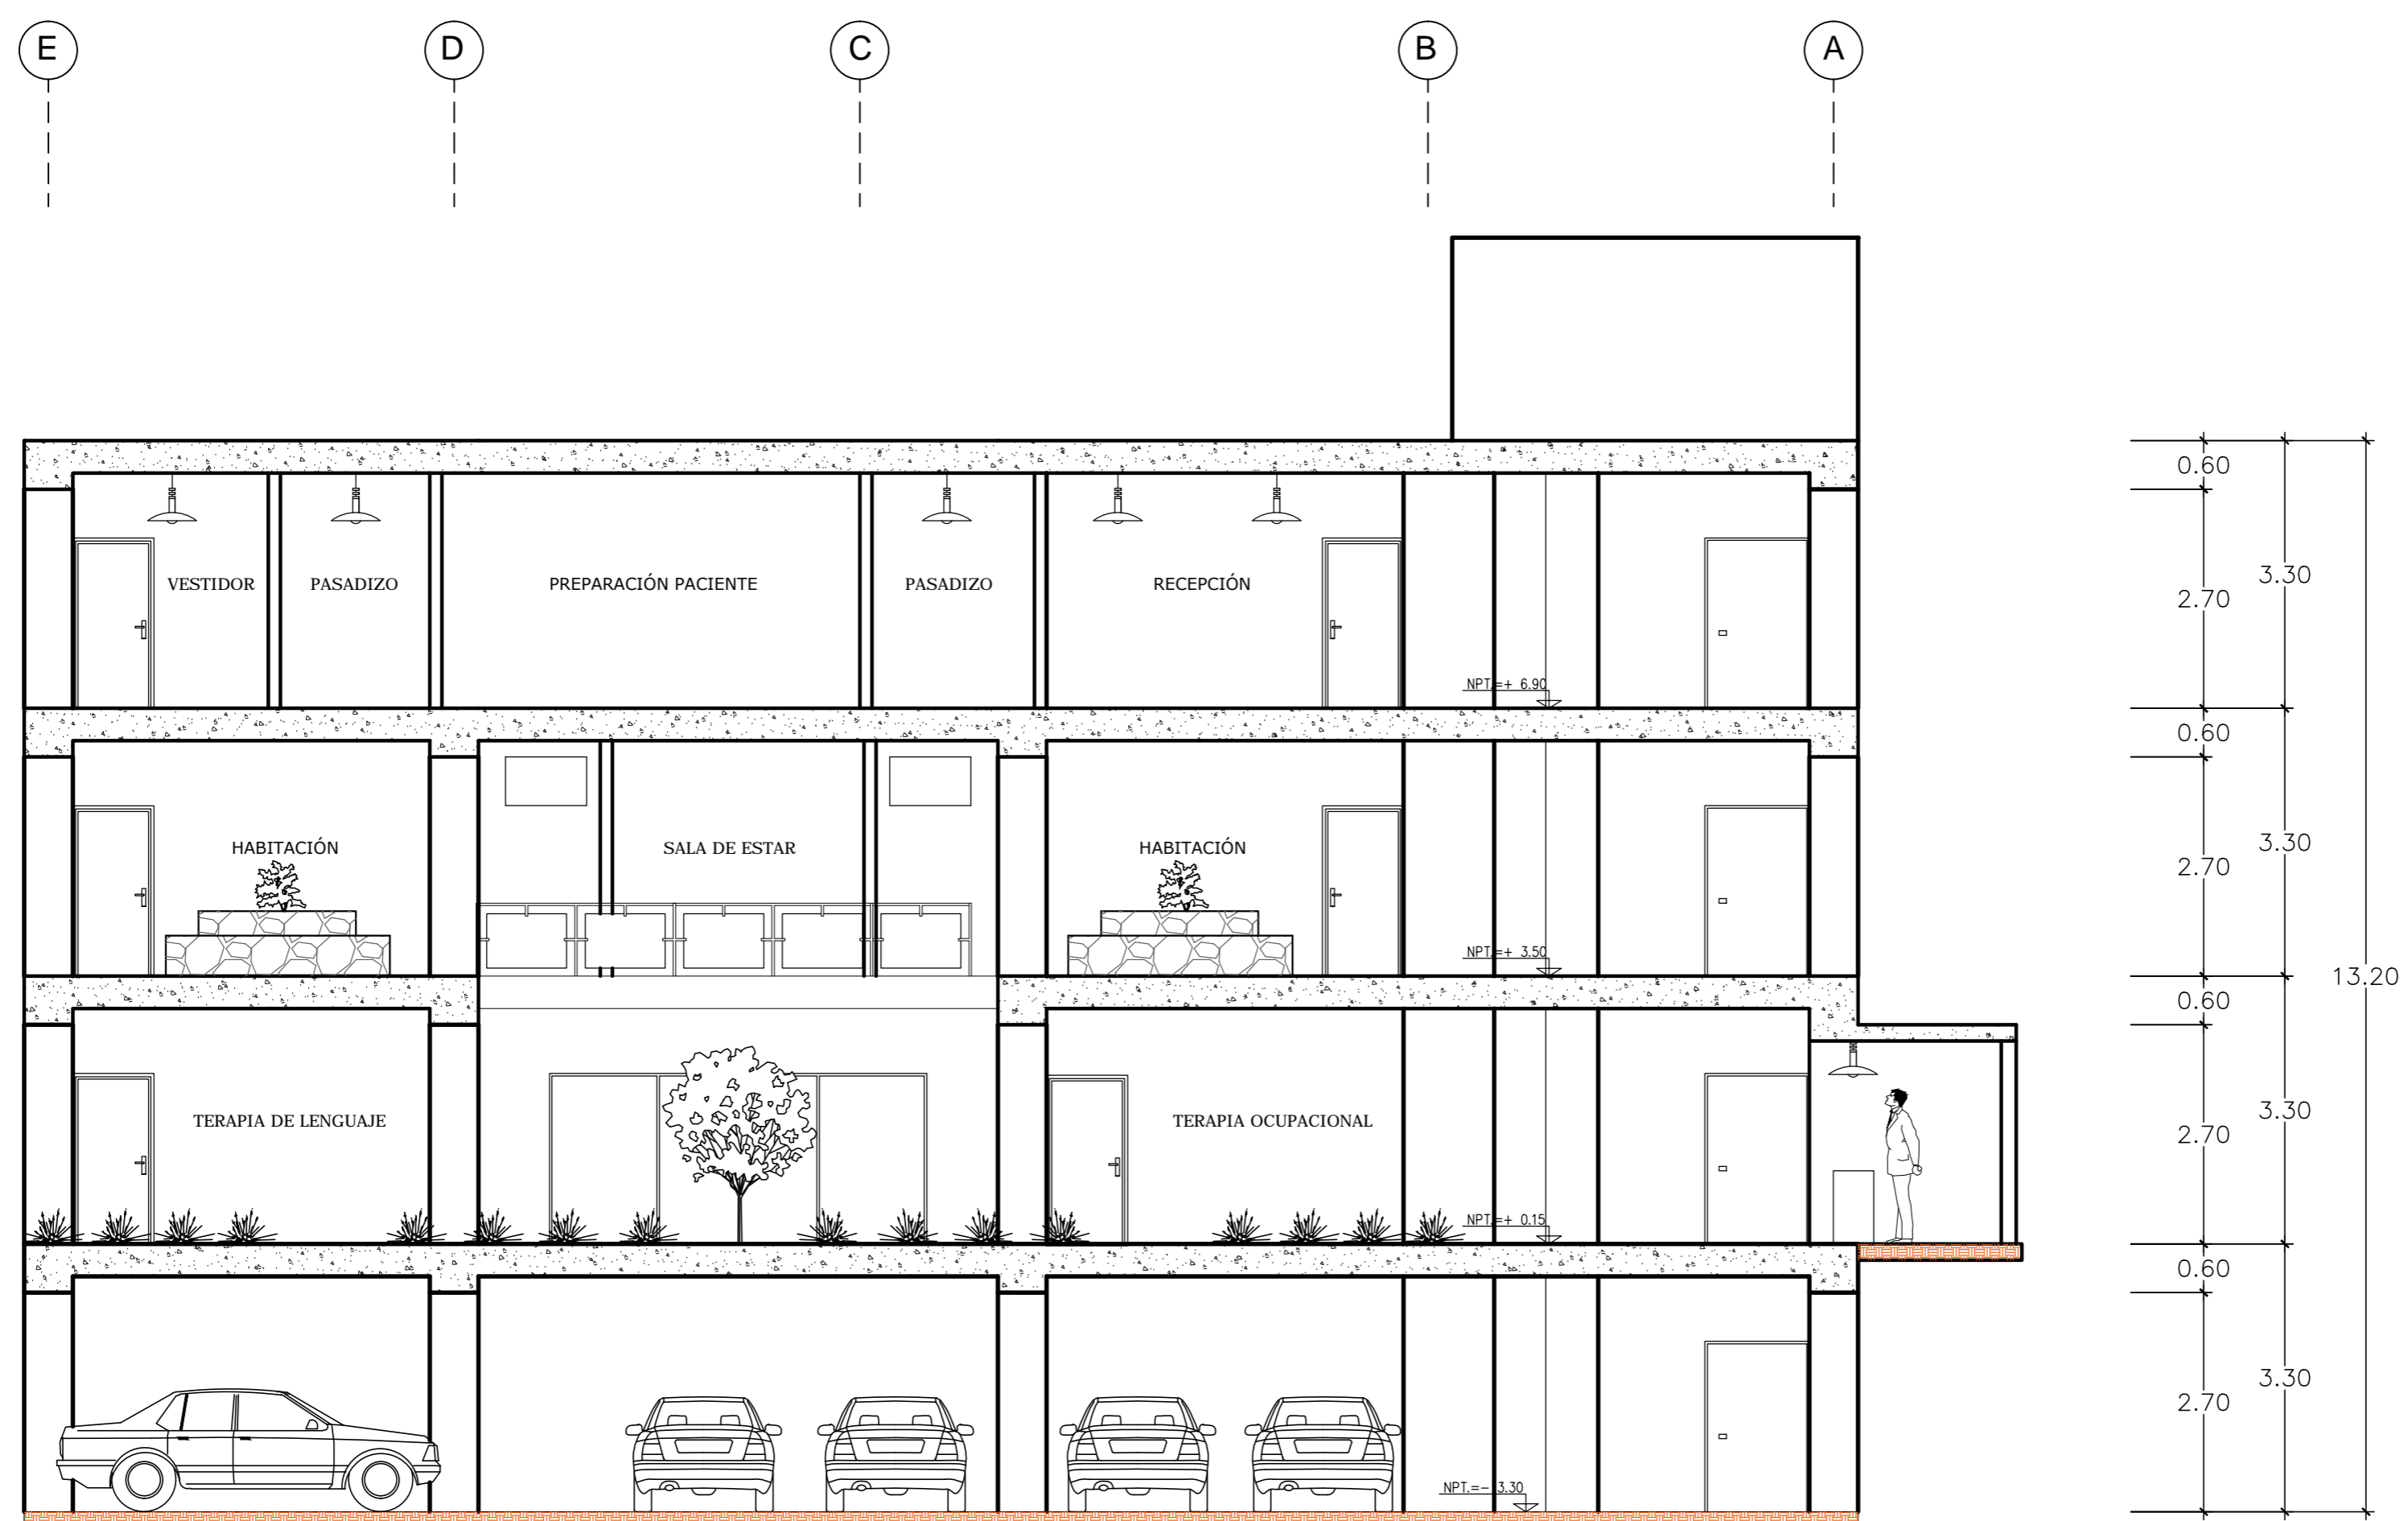 E D C B A
0.60
VESTIDOR PASADIZO PREPARACIÓN PACIENTE PASADIZO RECEPCIÓN
3.30
2.70
NPT.=+ 6.90
0.60
HABITACIÓN SALA DE ESTAR HABITACIÓN
3.30
2.70
NPT.=+ 3.50
13.20
0.60
TERAPIA DE LENGUAJE TERAPIA OCUPACIONAL
3.30
2.70
NPT.=+ 0.15
0.60
3.30
2.70
NPT.=- 3.30